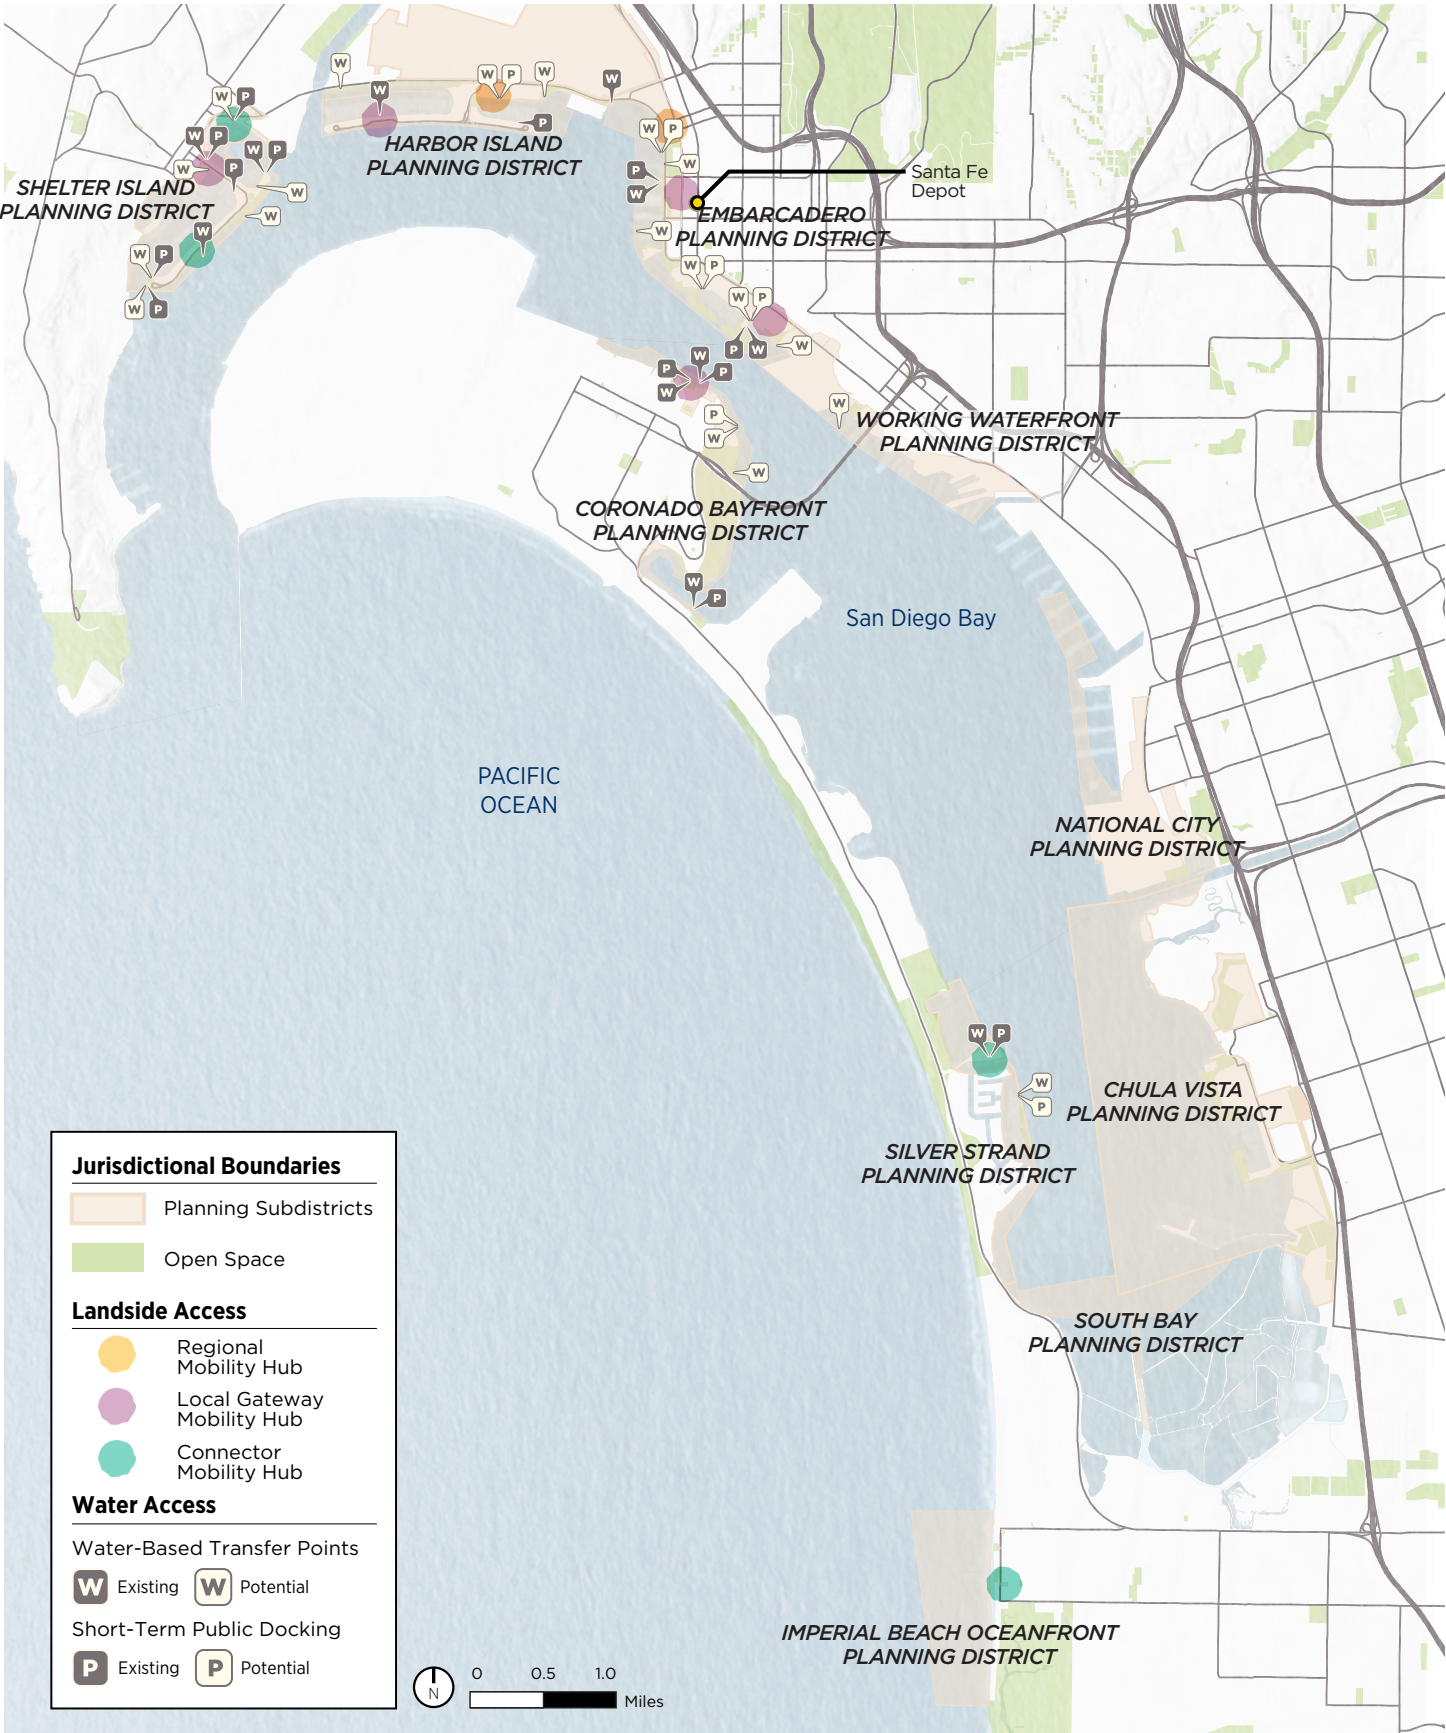 W
W P W W
W P
W
P
W P
W P
W P
W P
HARBOR ISLAND
PLANNING DISTRICT
W
P
W
P
W
Santa Fe
Depot
SHELTER ISLAND
PLANNING DISTRICT
W
W
W
EMBARCADERO
PLANNING DISTRICT
W
W
W P
W P
W P
W P
P W
W
W
P
P
W
P
W
W
W
WORKING WATERFRONT
PLANNING DISTRICT
W
CORONADO BAYFRONT
PLANNING DISTRICT
W
P
San Diego Bay
PACIFIC
OCEAN
NATIONAL CITY
PLANNING DISTRICT
W P
W
P
CHULA VISTA
PLANNING DISTRICT
SILVER STRAND
PLANNING DISTRICT
SOUTH BAY
PLANNING DISTRICT
IMPERIAL BEACH OCEANFRONT
PLANNING DISTRICT
Jurisdictional Boundaries
Planning Subdistricts
Open Space
Landside Access
Regional
Mobility Hub
Local Gateway
Mobility Hub
Connector
Mobility Hub
Water Access
Water-Based Transfer Points
W Existing W Potential
Short-Term Public Docking
P Existing P Potential
N
0 0.5 1.0
Miles